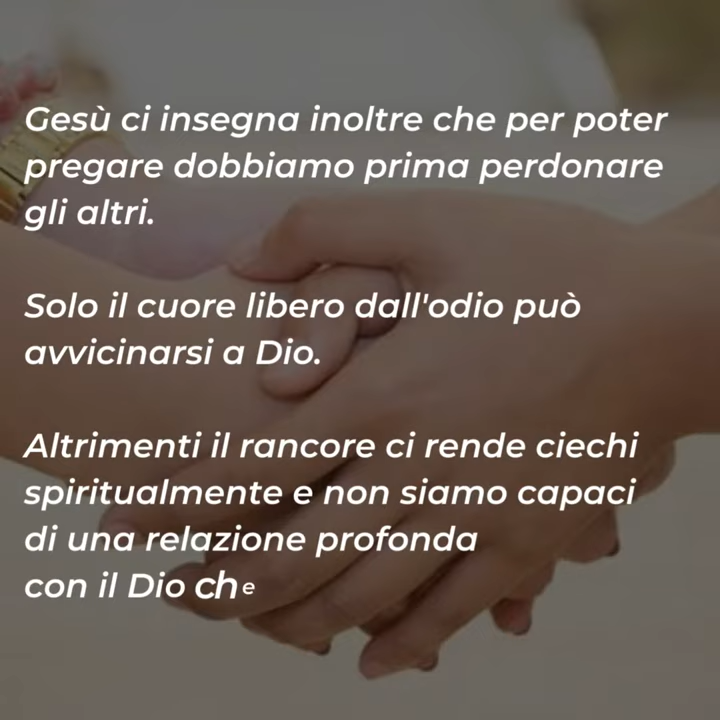 Gesù ci insegna inoltre che per poter
pregare dobbiamo prima perdonare
gli altri.
Solo il cuore libero dall'odio può
avvicinarsi a Dio.
Altrimenti il rancore ci rende ciechi
spiritualmente e non siamo capaci
di una relazione profonda
con il Dio che